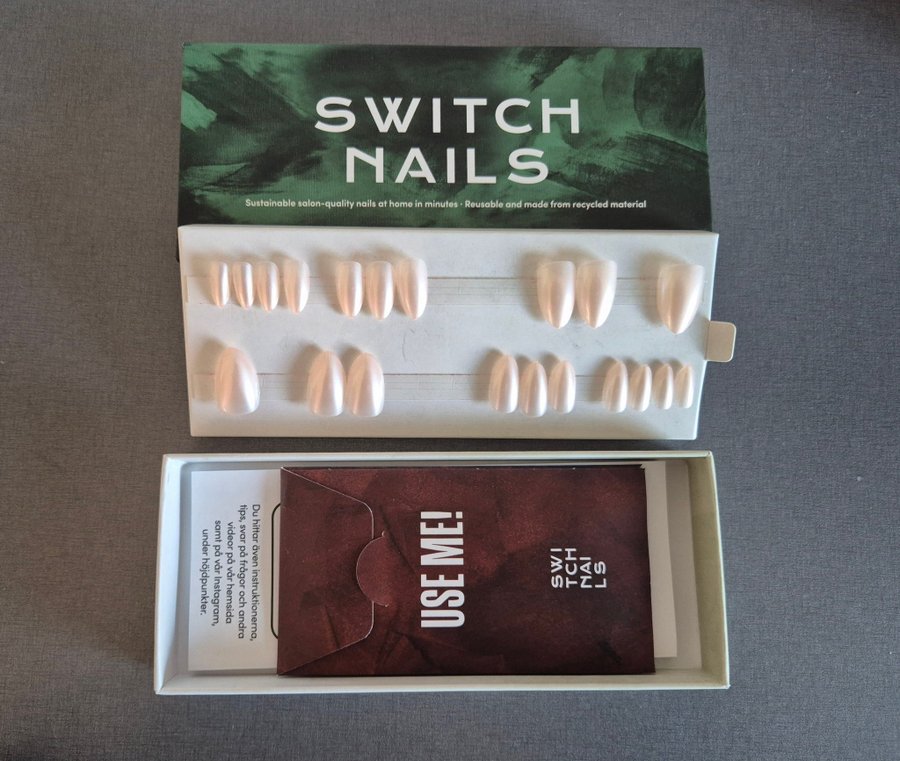 SWITCH
NAILS
Sustainable salon-quality nails at home in minutes · Reusable and made from recycled material
Du hittar även instruktionerna,
tips, svar på frågor och andra
videor på vår hemsida
samt på vår Instagram,
under höjdpunkter.
USE ME!
SWI
TCH
NAI
LS